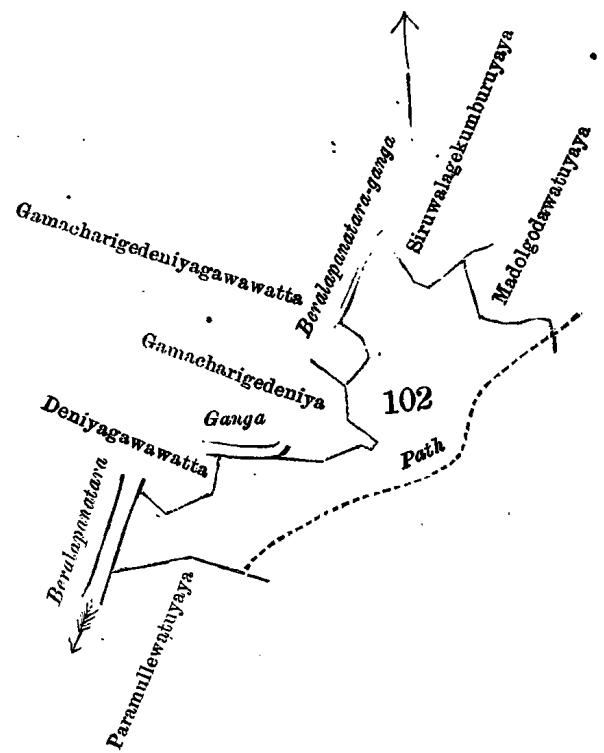 Siruwalagekumburuyaya
Madolgodawatuyaya
Beralapanatara-ganga
Gamacharigedeniyagawawatta
Gamacharigedeniya
102
Ganga
Deniyagawawatta
Path
Beralapanatara
Paramullewatuyaya